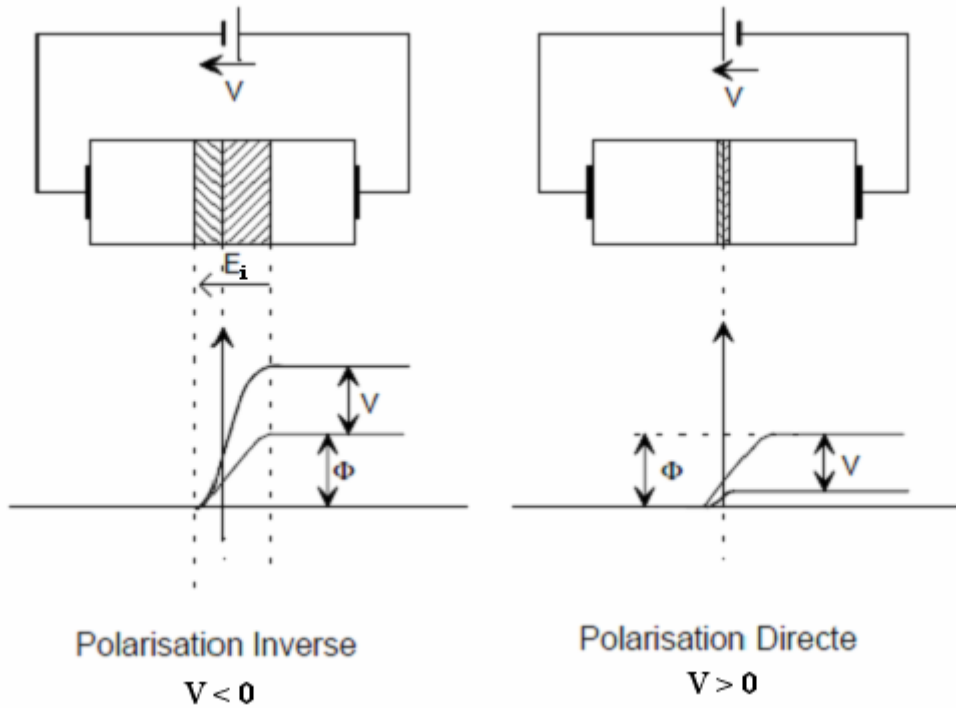 V
V
E i
V
Φ
Φ
V
Polarisation Inverse
Polarisation Directe
V < 0
V > 0